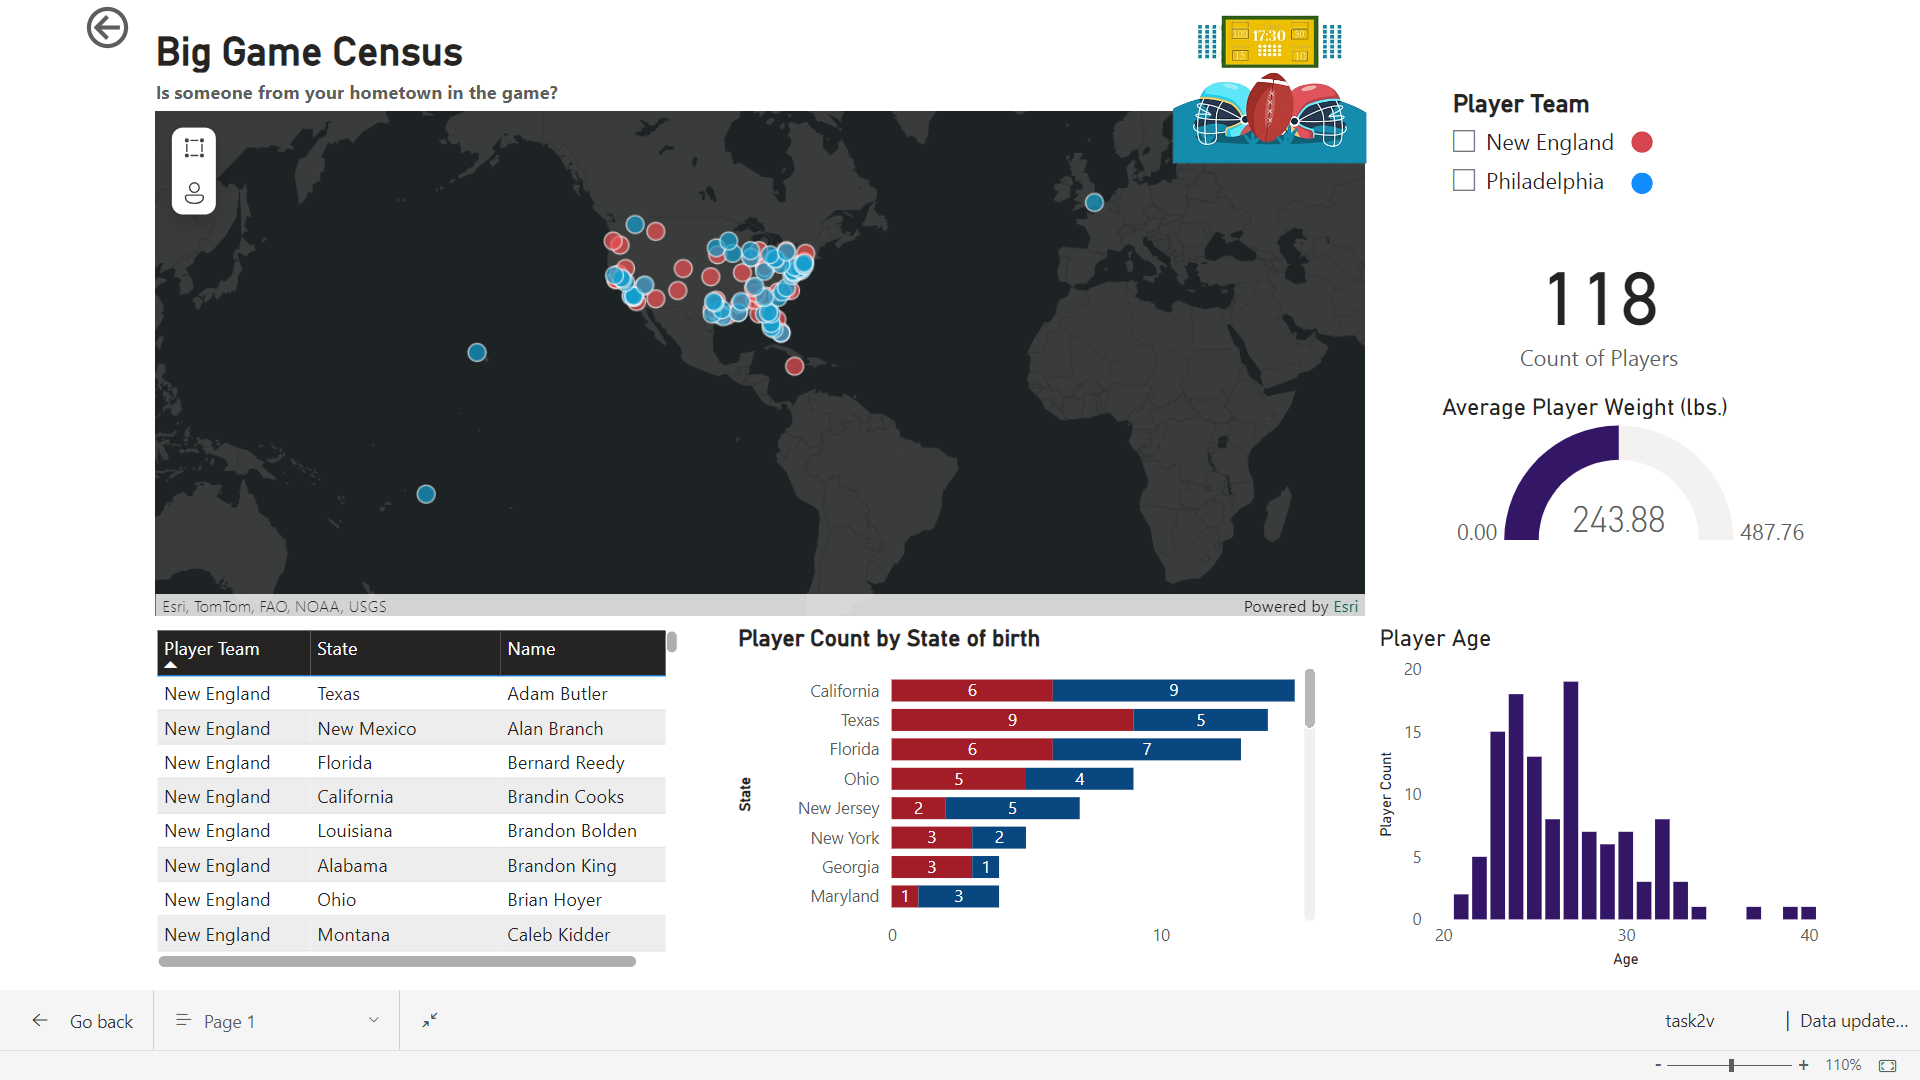 Big Game Census
Is someone from your hometown in the game?
100 17:30 50
15 10
Player Team
New England
Philadelphia
118
Count of Players
Average Player Weight (lbs.)
243.88
0.00 487.76
Esri, TomTom, FAO, NOAA, USGS
Powered by Esri
Player Team State Name
New England Texas Adam Butler
New England New Mexico Alan Branch
New England Florida Bernard Reedy
New England California Brandin Cooks
New England Louisiana Brandon Bolden
New England Alabama Brandon King
New England Ohio Brian Hoyer
New England Montana Caleb Kidder
Player Count by State of birth
State
California 6 9
Texas 9 5
Florida 6 7
Ohio 5 4
New Jersey 2 5
New York 3 2
Georgia 3 1
Maryland 1 3
0 10
Player Age
Player Count
20
15
10
5
0
20 30 40
Age
Go back
Page 1
task2v
| Data update...
- + 110%